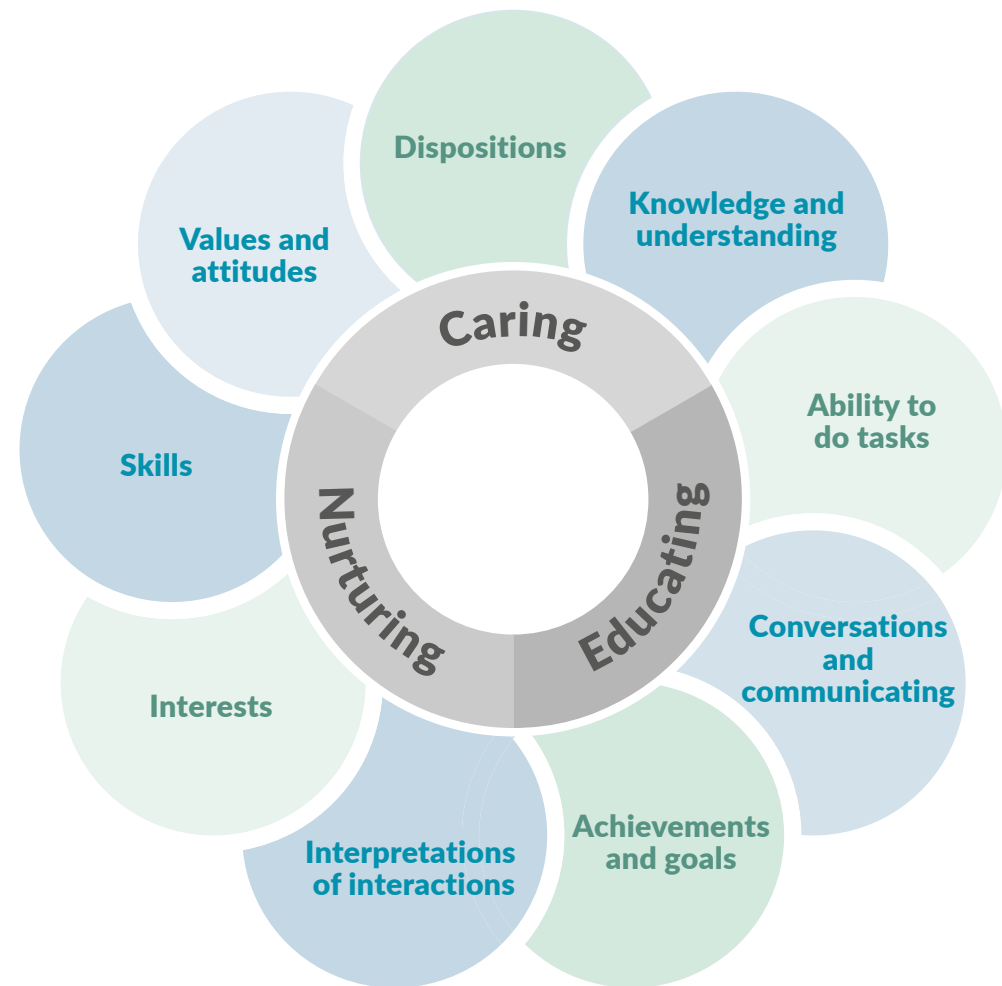 Dispositions
Knowledge and
understanding
Ability to
do tasks
Conversations
and
communicating
Achievements
and goals
Interpretations
of interactions
Interests
Skills
Values and
attitudes
Caring
Educating
Nurturing